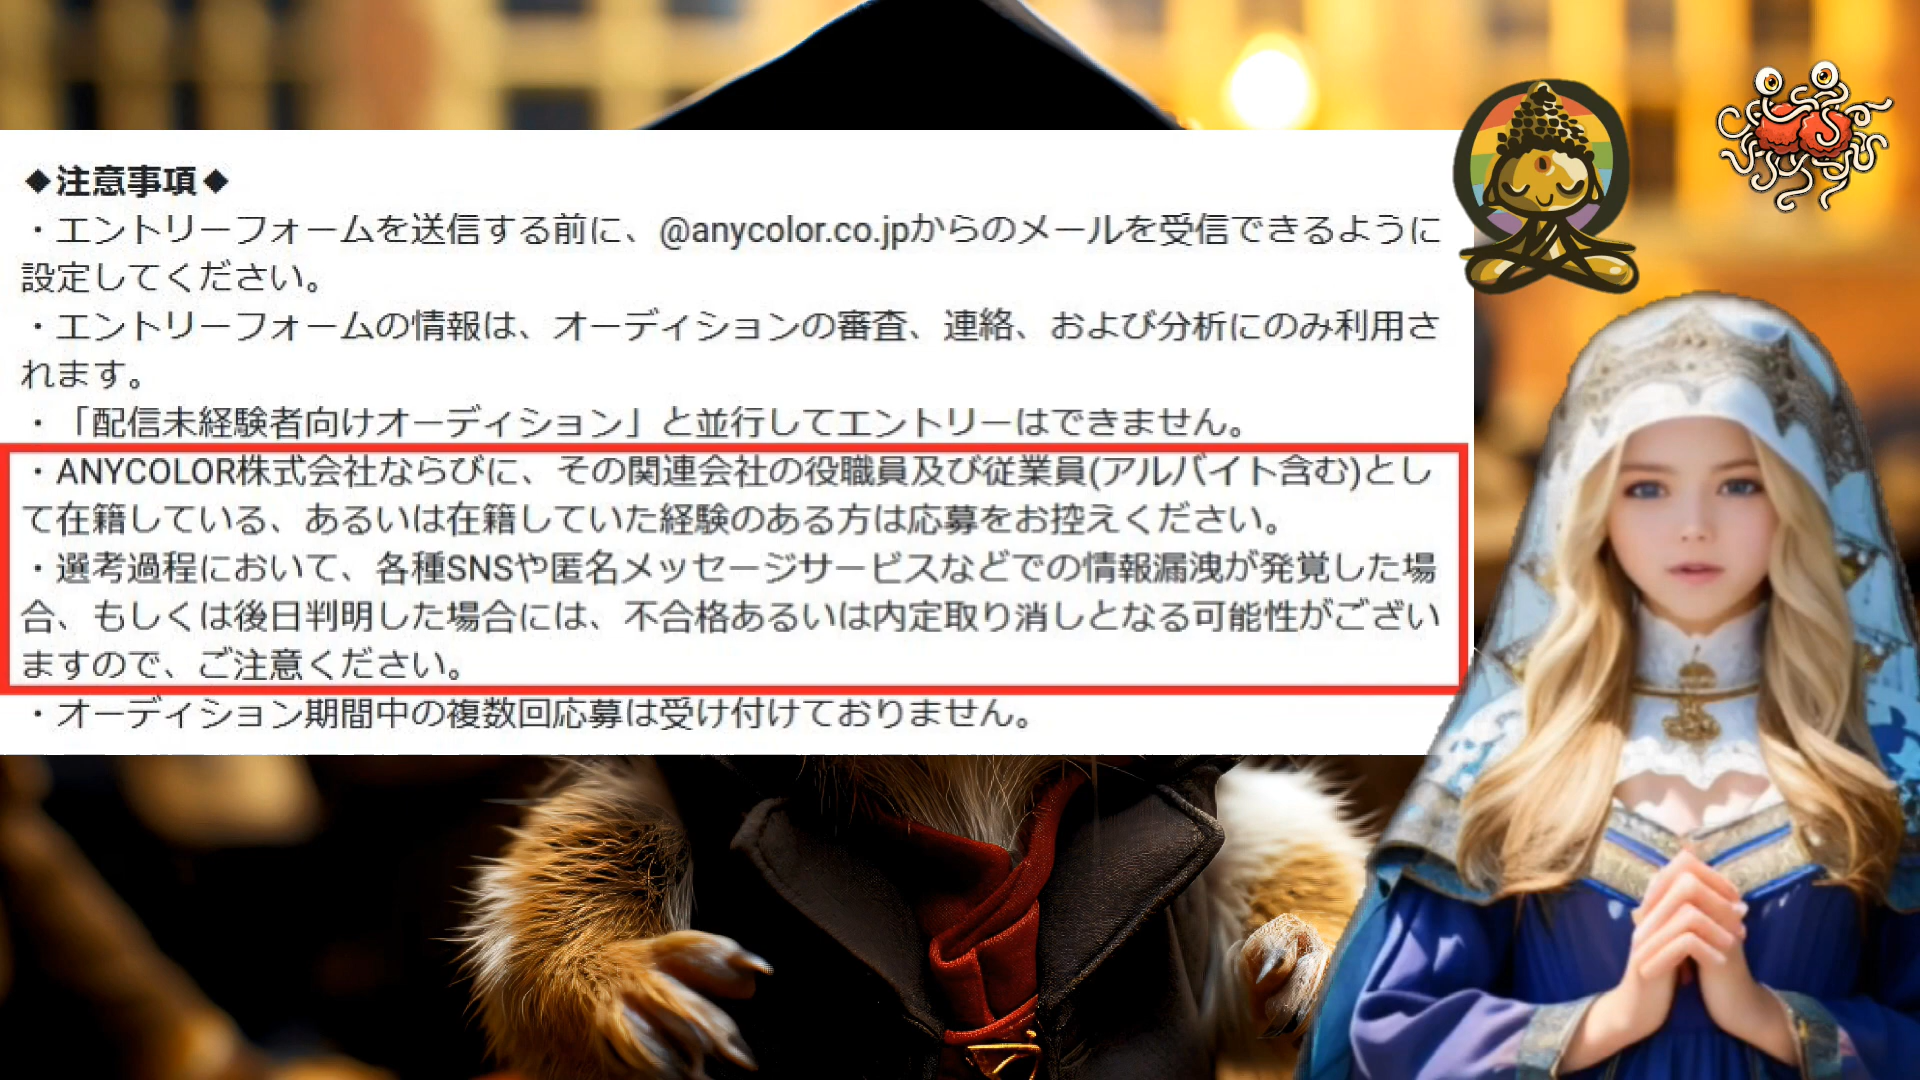 ◆注意事項◆
・エントリーフォームを送信する前に、@anycolor.co.jpからのメールを受信できるように
設定してください。
・エントリーフォームの情報は、オーディションの審査、連絡、および分析にのみ利用さ
れます。
・「配信未経験者向けオーディション」と並行してエントリーはできません。
・ANYCOLOR株式会社ならびに、その関連会社の役職員及び従業員(アルバイト含む)とし
て在籍している、あるいは在籍していた経験のある方は応募をお控えください。
・選考過程において、各種SNSや匿名メッセージサービスなどでの情報漏洩が発覚した場
合、もしくは後日判明した場合には、不合格あるいは内定取り消しとなる可能性がござい
ますので、ご注意ください。
・オーディション期間中の複数回応募は受け付けておりません。